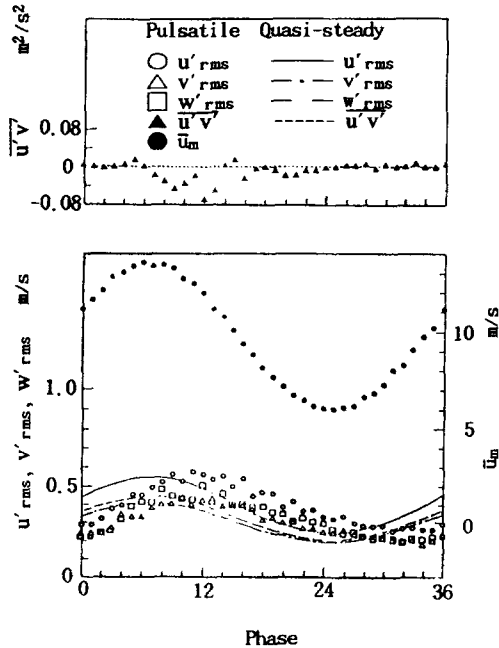 m²/s²
Pulsatile Quasi-steady
○ u'rms —— u'rms
△ v'rms —·— v'rms
□ w'rms — — w'rms
▲ u'v' ---- u'v'
● ūm
u'v'
0.08
0
-0.08
u'rms, v'rms, w'rms m/s
1.0
0.5
0
m/s
10
5
0
ūm
0 12 24 36
Phase